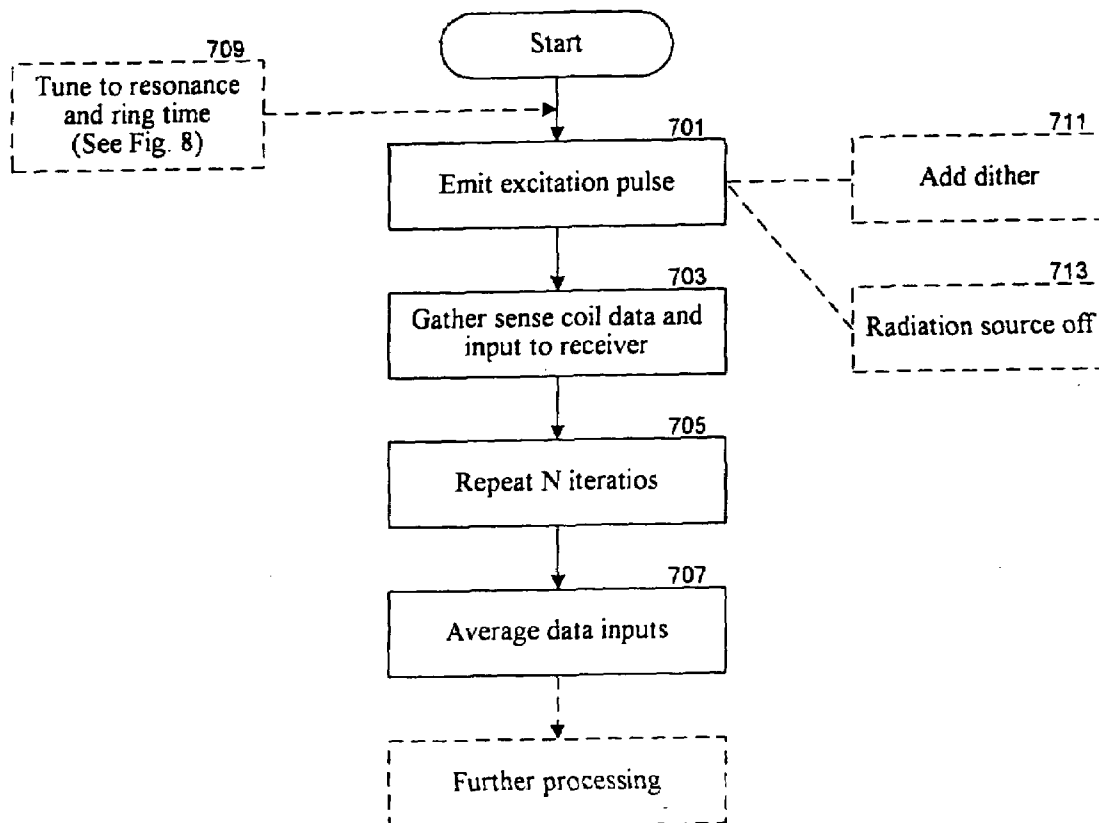 Start
709
Tune to resonance
and ring time
(See Fig. 8)
701
Emit excitation pulse
711
Add dither
703
Gather sense coil data and
input to receiver
713
Radiation source off
705
Repeat N iteratios
707
Average data inputs
Further processing